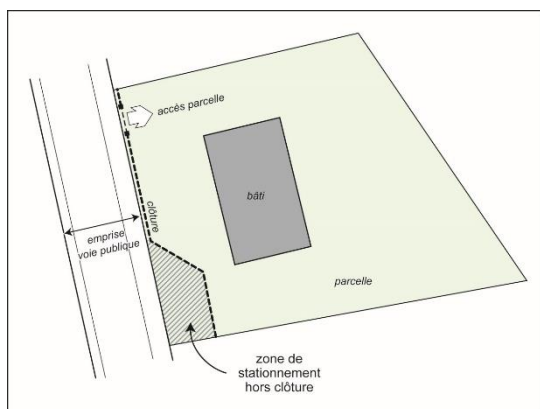 accès parcelle
clôture
bâti
emprise
voie publique
parcelle
zone de
stationnement
hors clôture